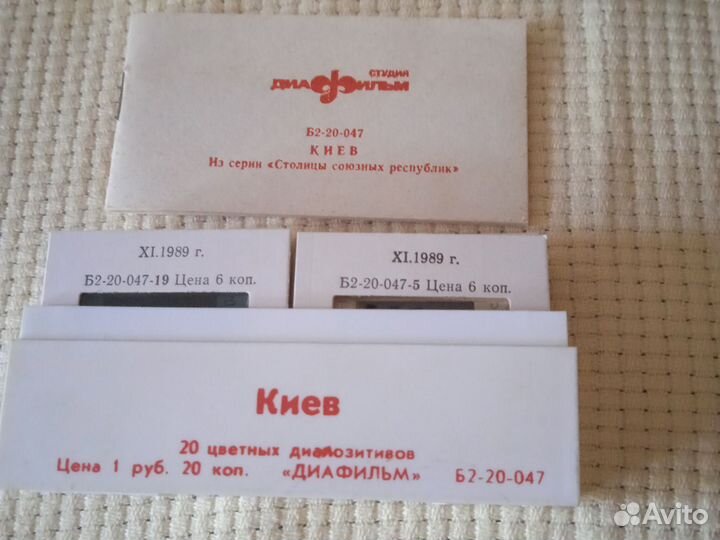 СТУДИЯ
ДИАФИЛЬМ
Б2-20-047
КИЕВ
Из серии «Столицы союзных республик»
XI.1989 г.
Б2-20-047-19 Цена 6 коп.
XI.1989 г.
Б2-20-047-5 Цена 6 коп.
Киев
20 цветных диапозитивов
Цена 1 руб. 20 коп. «ДИАФИЛЬМ» Б2-20-047
Avito